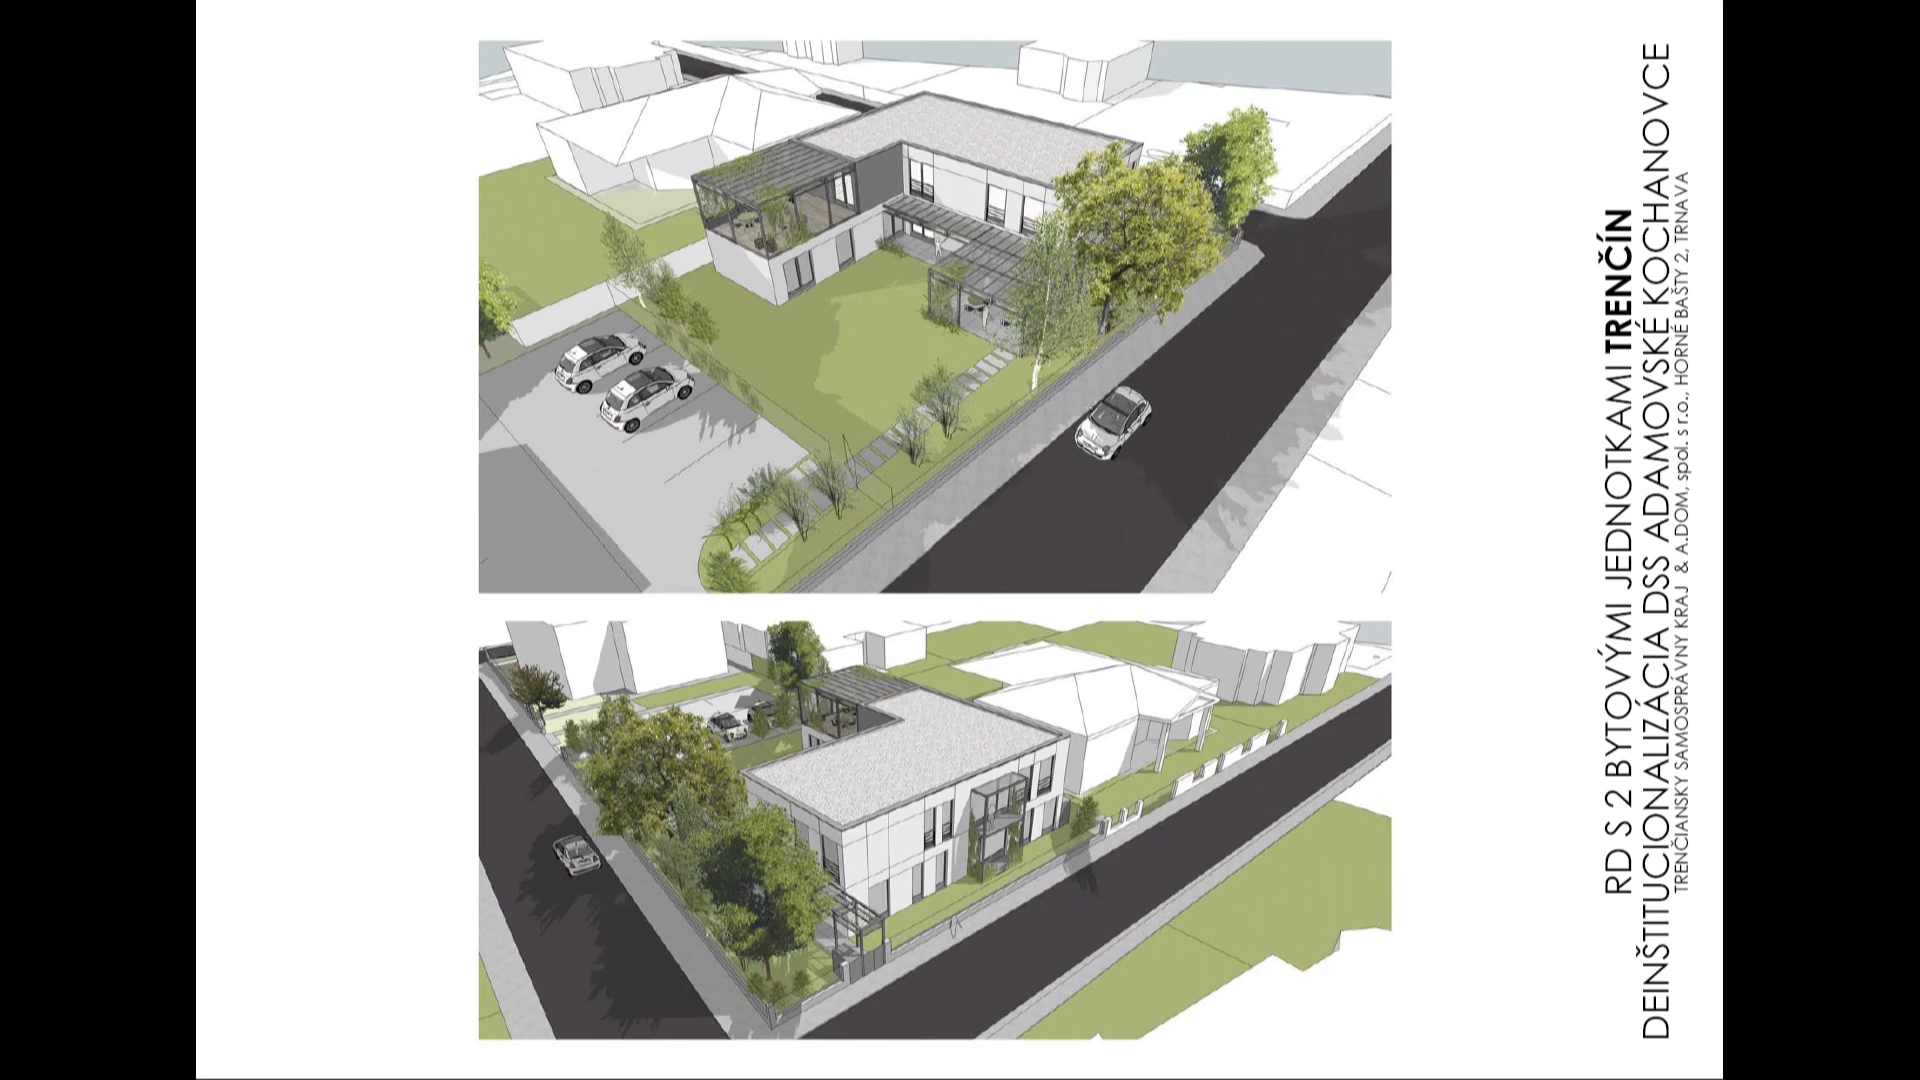 RD S 2 BYTOVÝMI JEDNOTKAMI TRENČÍN
DEINŠTITUCIONALIZÁCIA DSS ADAMOVSKÉ KOCHANOVCE
TRENČIANSKY SAMOSPRÁVNY KRAJ & A.DOM, spol. s r.o., HORNÉ BAŠTY 2, TRNAVA